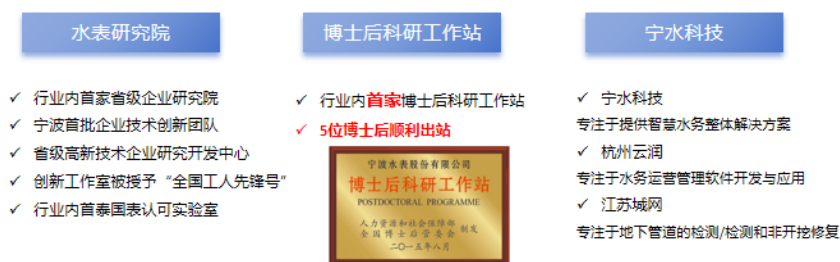 水表研究院
✓ 行业内首家省级企业研究院
✓ 宁波首批企业技术创新团队
✓ 省级高新技术企业研究开发中心
✓ 创新工作室被授予“全国工人先锋号”
✓ 行业内首泰国表认可实验室
博士后科研工作站
✓ 行业内首家博士后科研工作站
✓ 5位博士后顺利出站
宁波水表股份有限公司
博士后科研工作站
POSTDOCTORAL PROGRAMME
人力资源和社会保障部
全国博士后管委会 制发
二〇一五年八月
宁水科技
✓ 宁水科技
专注于提供智慧水务整体解决方案
✓ 杭州云润
专注于水务运营管理软件开发与应用
✓ 江苏域网
专注于地下管道的检测/检测和非开挖修复